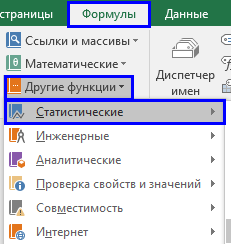 страницы Формулы Данные
Ссылки и массивы
Математические
Другие функции
Диспетчер
имен
Статистические
Инженерные
Аналитические
Проверка свойств и значений
Совместимость
Интернет